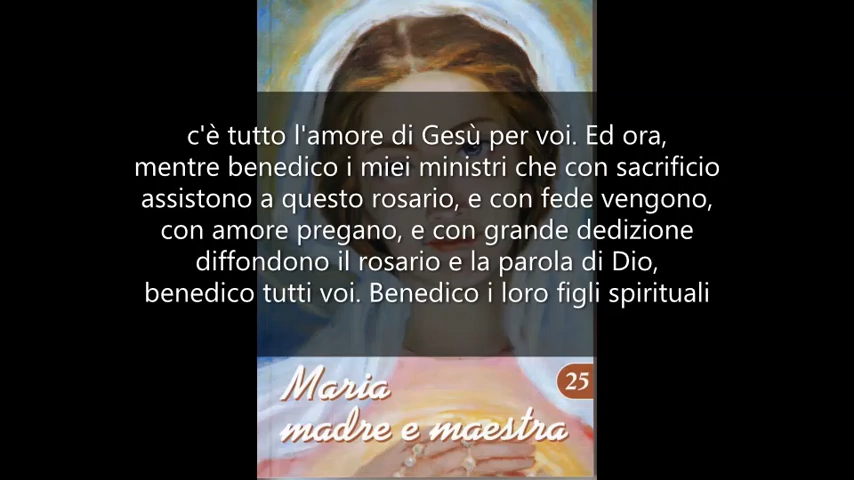 c'è tutto l'amore di Gesù per voi. Ed ora,
mentre benedico i miei ministri che con sacrificio
assistono a questo rosario, e con fede vengono,
con amore pregano, e con grande dedizione
diffondono il rosario e la parola di Dio,
benedico tutti voi. Benedico i loro figli spirituali
25
Maria
madre e maestra